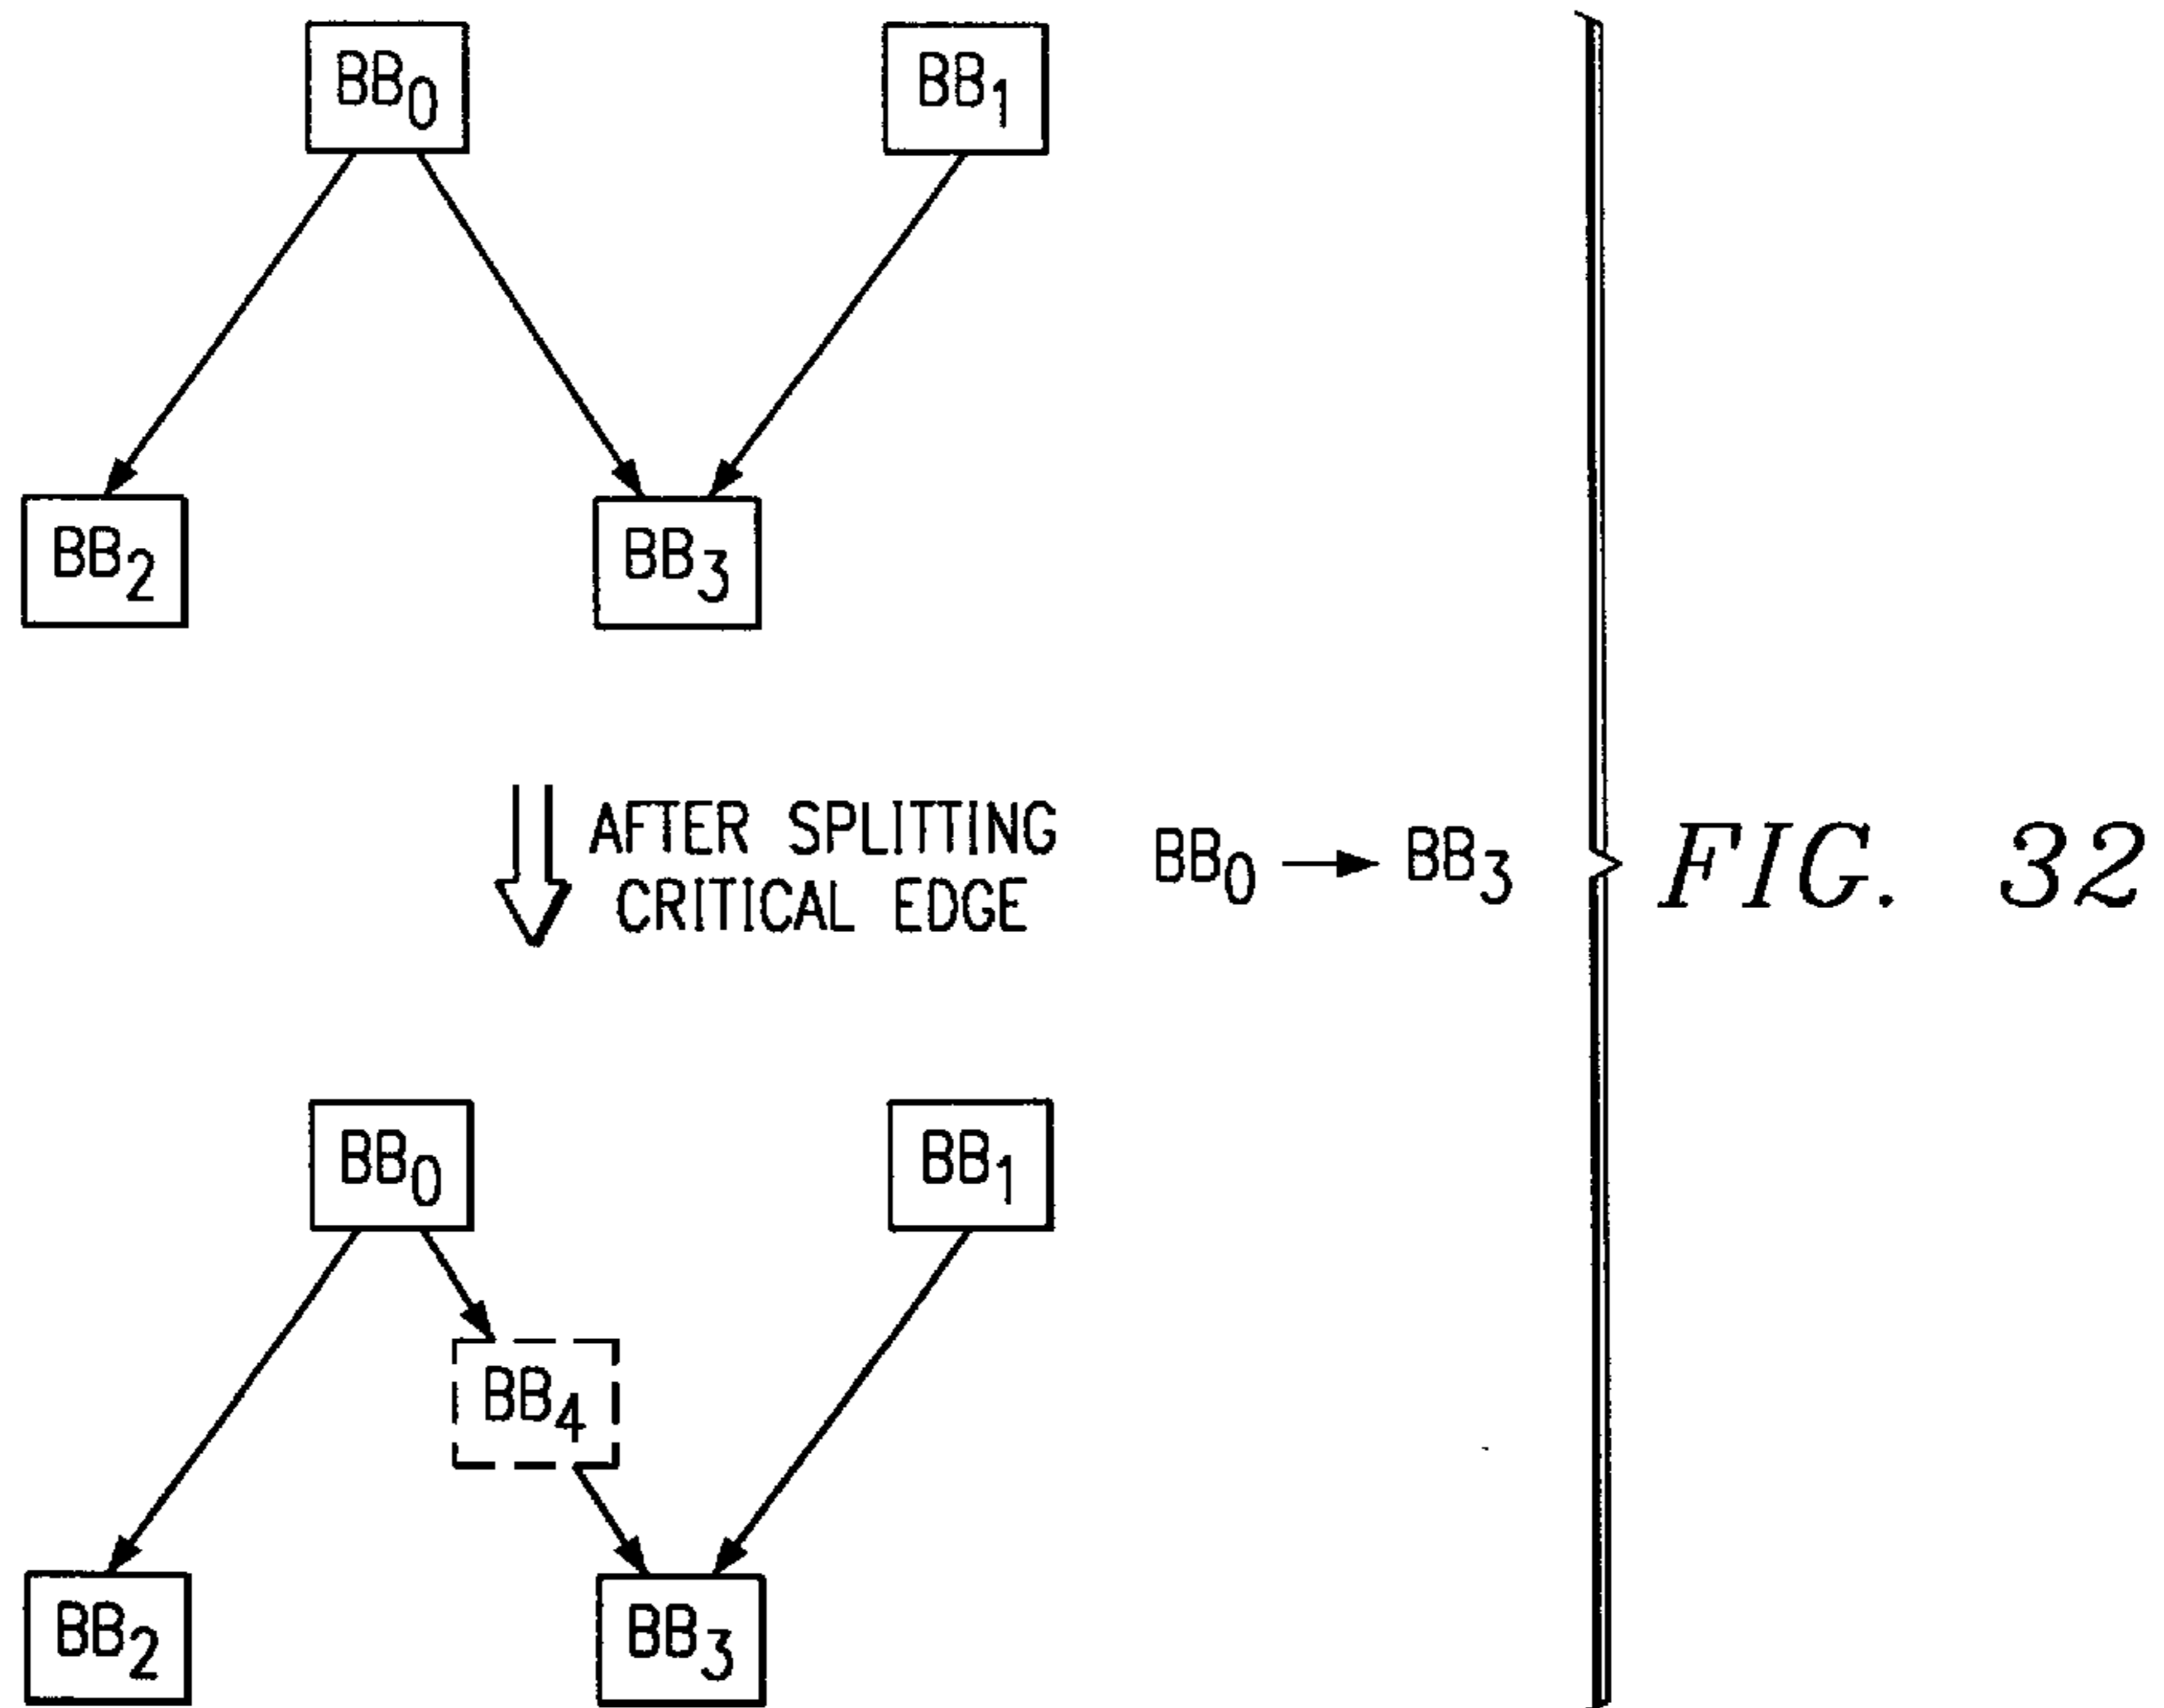 BB₀ BB₁
BB₂ BB₃
AFTER SPLITTING
CRITICAL EDGE
BB₀ → BB₃
FIG. 32
BB₀ BB₁
BB₄
BB₂ BB₃